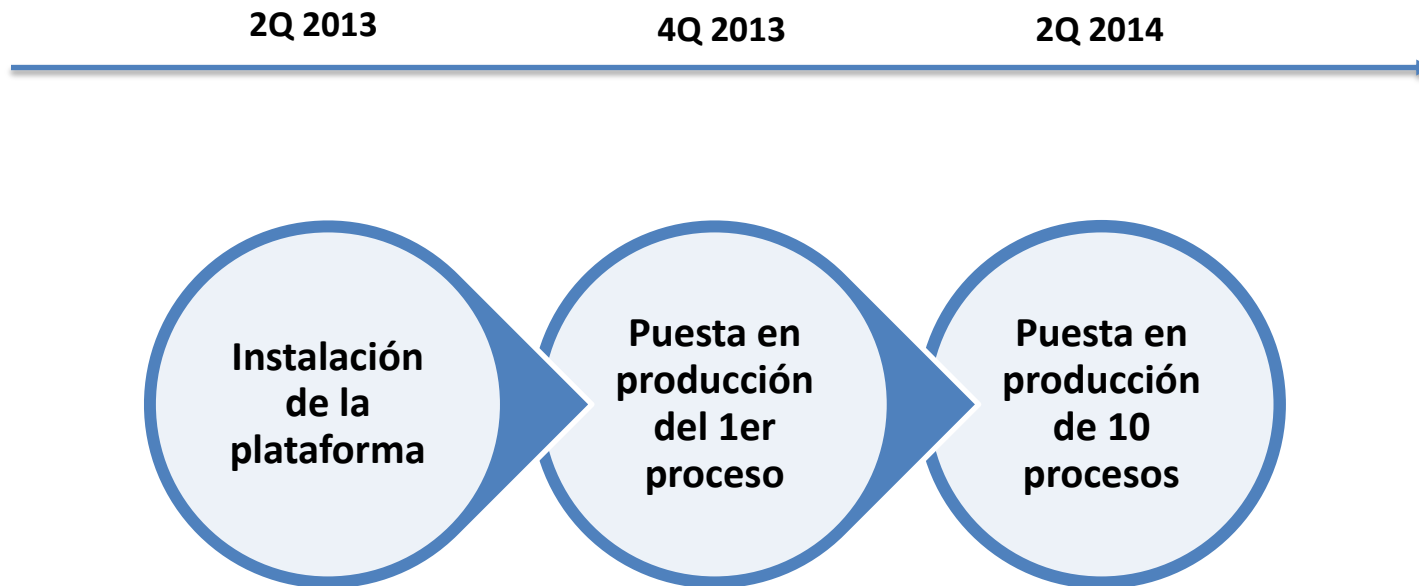 2Q 2013
4Q 2013
2Q 2014
Instalación
de la
plataforma
Puesta en
producción
del 1er
proceso
Puesta en
producción
de 10
procesos